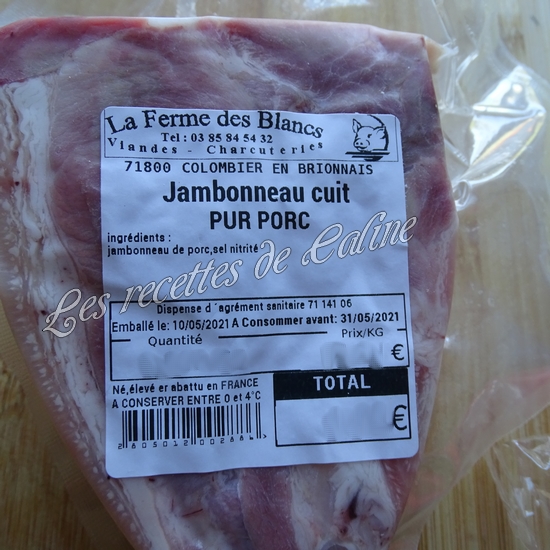 La Ferme des Blancs
Tel : 03 85 84 54 32
Viandes - Charcuteries
71800 COLOMBIER EN BRIONNAIS
Jambonneau cuit
PUR PORC
ingrédients :
jambonneau de porc,sel nitrité
Les recettes de Caline
Dispense d´agrément sanitaire 71 141 06
Emballé le: 10/05/2021 A Consommer avant: 31/05/2021
Quantité Prix/KG
€
Né,élevé er abattu en FRANCE
A CONSERVER ENTRE 0 et 4°C
TOTAL
€
2605012002884